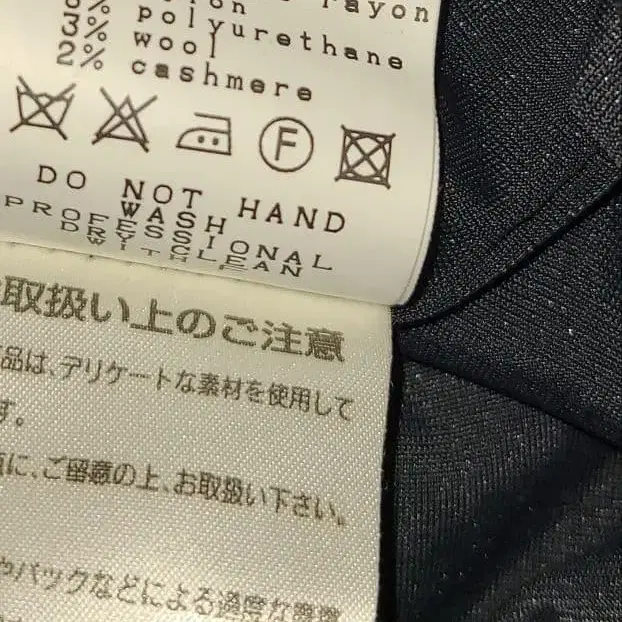 rayon
3% polyurethane
2% wool
cashmere
F
DO NOT HAND
WASH
PROFESSIONAL
DRY CLEAN
取扱い上のご注意
品は、デリケートな素材を使用して
す。
に、ご留意の上、お取扱い下さい。
やバックなどによる過度な摩擦